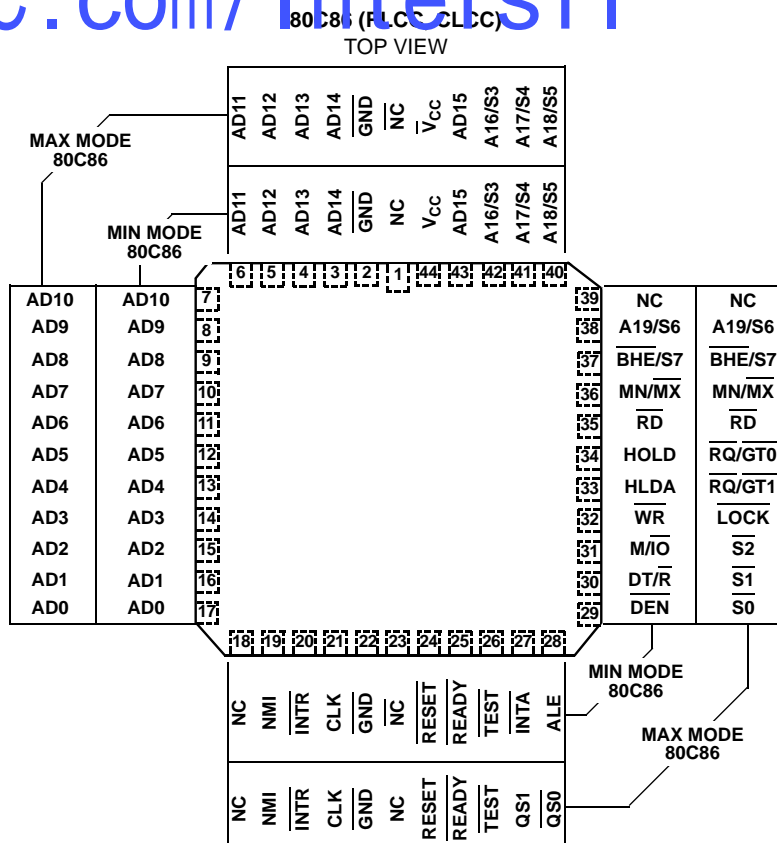 c.com/Intersil
80C86 (PLCC, CLCC)
TOP VIEW
MAX MODE
80C86
AD11 AD12 AD13 AD14 GND NC VCC AD15 A16/S3 A17/S4 A18/S5
MIN MODE
80C86
AD11 AD12 AD13 AD14 GND NC VCC AD15 A16/S3 A17/S4 A18/S5
6 5 4 3 2 1 44 43 42 41 40
AD10 AD10 7 39 NC NC
AD9 AD9 8 38 A19/S6 A19/S6
AD8 AD8 9 37 BHE/S7 BHE/S7
AD7 AD7 10 36 MN/MX MN/MX
AD6 AD6 11 35 RD RD
AD5 AD5 12 34 HOLD RQ/GT0
AD4 AD4 13 33 HLDA RQ/GT1
AD3 AD3 14 32 WR LOCK
AD2 AD2 15 31 M/IO S2
AD1 AD1 16 30 DT/R S1
AD0 AD0 17 29 DEN S0
18 19 20 21 22 23 24 25 26 27 28
NC NMI INTR CLK GND NC RESET READY TEST INTA ALE
MIN MODE
80C86
MAX MODE
80C86
NC NMI INTR CLK GND NC RESET READY TEST QS1 QS0